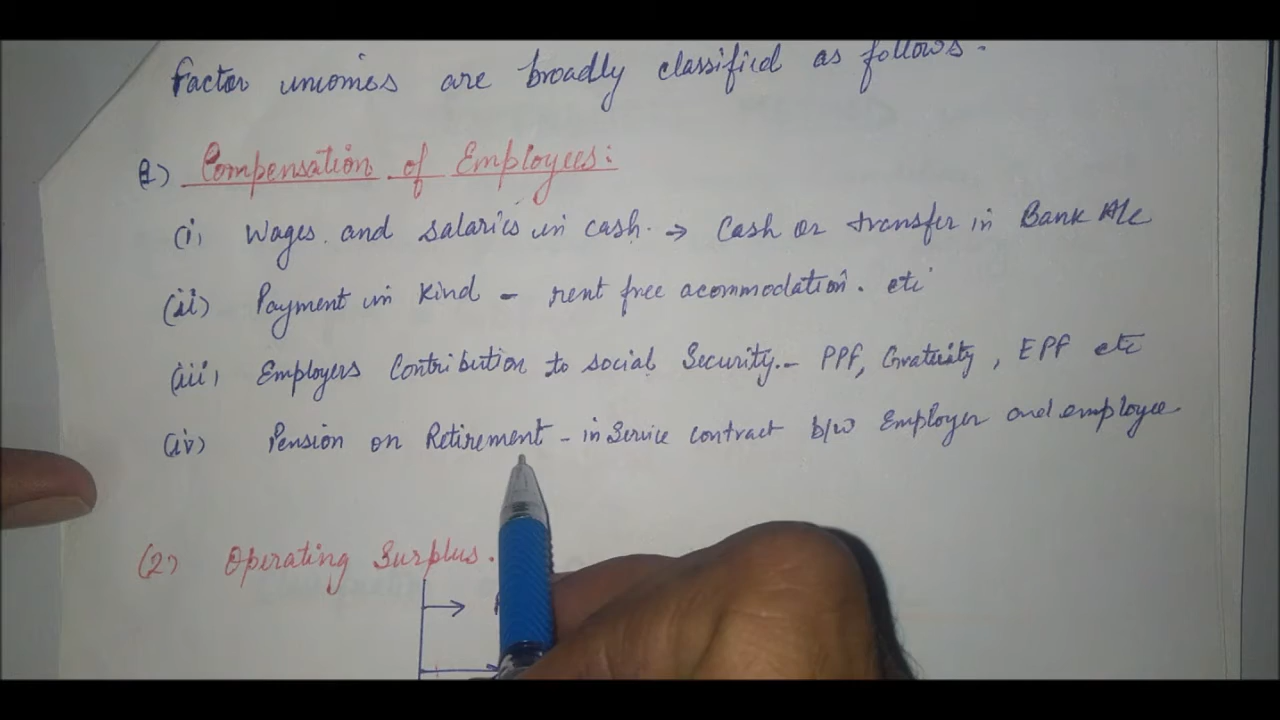 Factor incomes are broadly classified as follows.
1) Compensation of Employees:
(i) Wages and salaries in cash. → Cash or transfer in Bank A/c
(ii) Payment in kind - rent free acommodation. etc
(iii) Employers Contribution to social Security - PPF, Gratuity, EPF etc
(iv) Pension on Retirement - in Service contract b/w Employer and employee
(2) Operating Surplus.